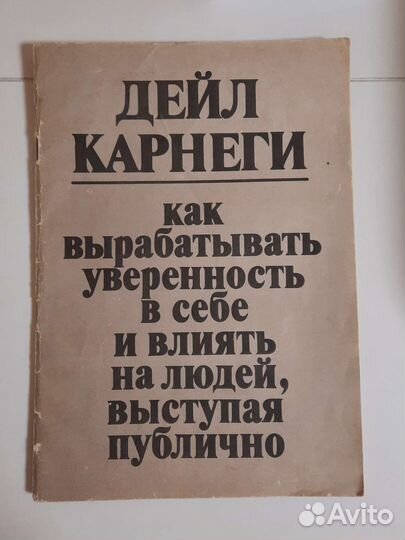 ДЕЙЛ
КАРНЕГИ
как
вырабатывать
уверенность
в себе
и влиять
на людей,
выступая
публично
Avito